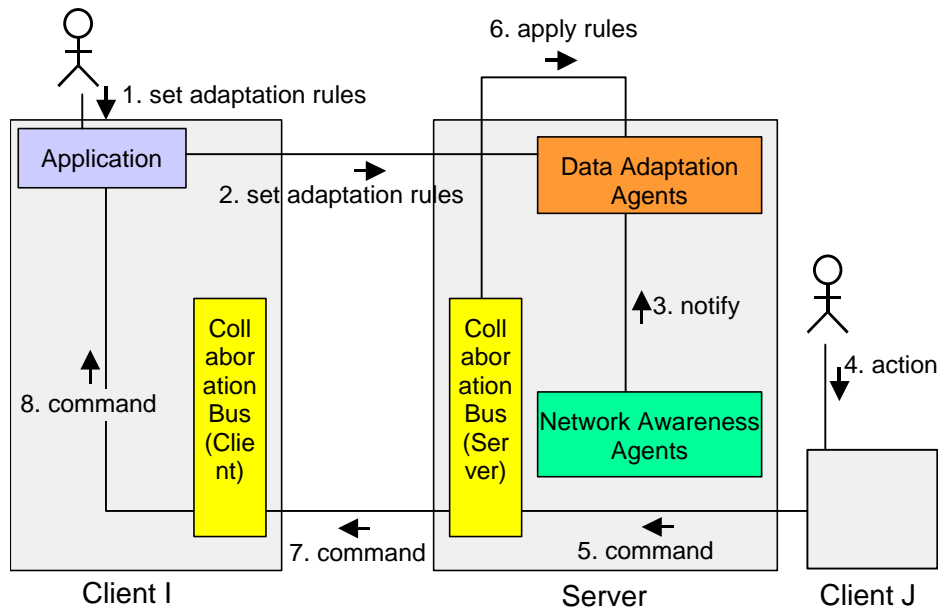 6. apply rules
1. set adaptation rules
Application
2. set adaptation rules
Data Adaptation
Agents
3. notify
4. action
Coll
abor
ation
Bus
(Clie
nt)
Coll
abor
ation
Bus
(Ser
ver)
8. command
Network Awareness
Agents
7. command
5. command
Client I
Server
Client J